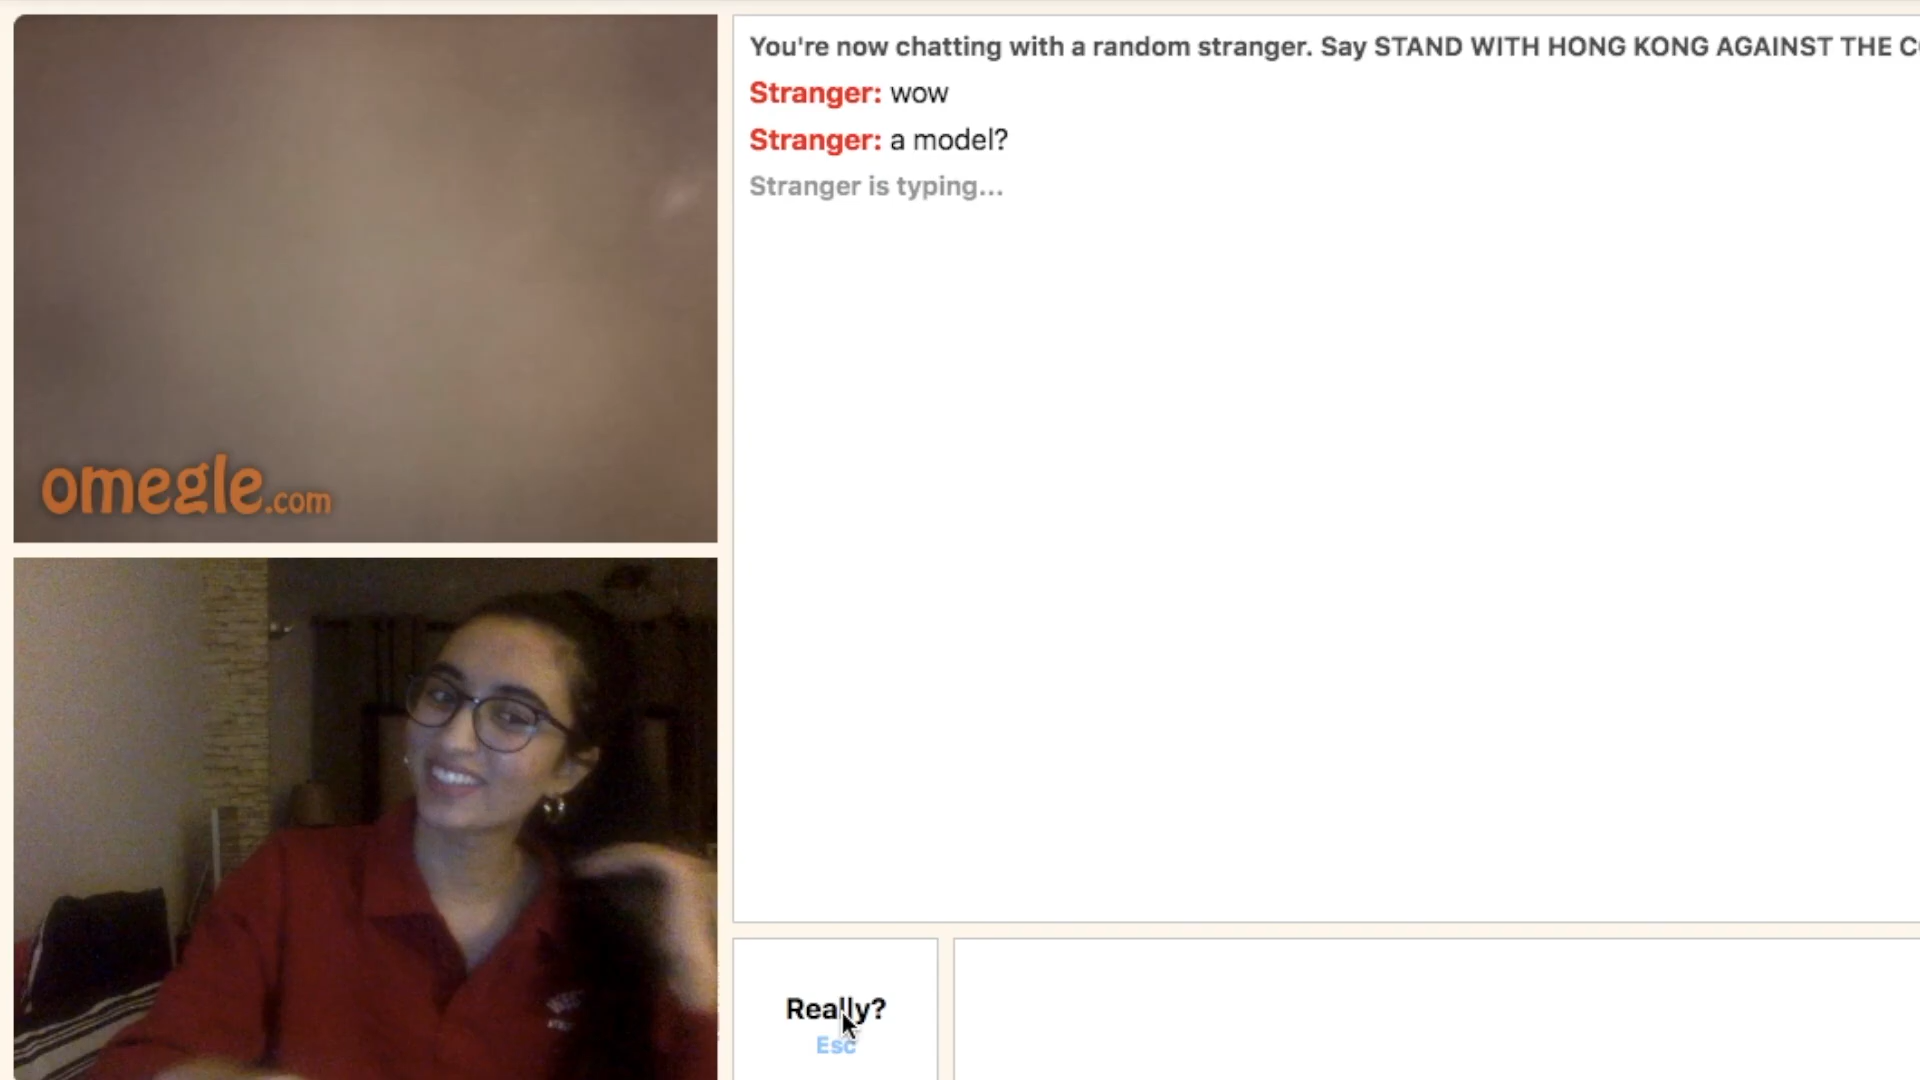 You're now chatting with a random stranger. Say STAND WITH HONG KONG AGAINST THE
Stranger: wow
Stranger: a model?
Stranger is typing...
omegle.com
Really?
Esc